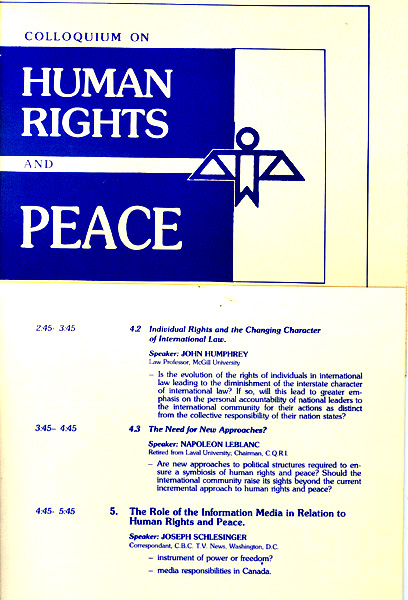 COLLOQUIUM ON
HUMAN
RIGHTS
AND
PEACE
2:45- 3:45 4.2 Individual Rights and the Changing Character
of International Law.
Speaker: JOHN HUMPHREY
Law Professor, McGill University
– Is the evolution of the rights of individuals in international
law leading to the diminishment of the interstate character
of international law? If so, will this lead to greater em-
phasis on the personal accountability of national leaders to
the international community for their actions as distinct
from the collective responsibility of their nation states?
3:45– 4:45 4.3 The Need for New Approaches?
Speaker: NAPOLEON LEBLANC
Retired from Laval University, Chairman, C.Q.R.I.
– Are new approaches to political structures required to en-
sure a symbiosis of human rights and peace? Should the
international community raise its sights beyond the current
incremental approach to human rights and peace?
4:45- 5:45 5. The Role of the Information Media in Relation to
Human Rights and Peace.
Speaker: JOSEPH SCHLESINGER
Correspondant, C.B.C. T.V. News, Washington, D.C.
– instrument of power or freedom?
– media responsibilities in Canada.